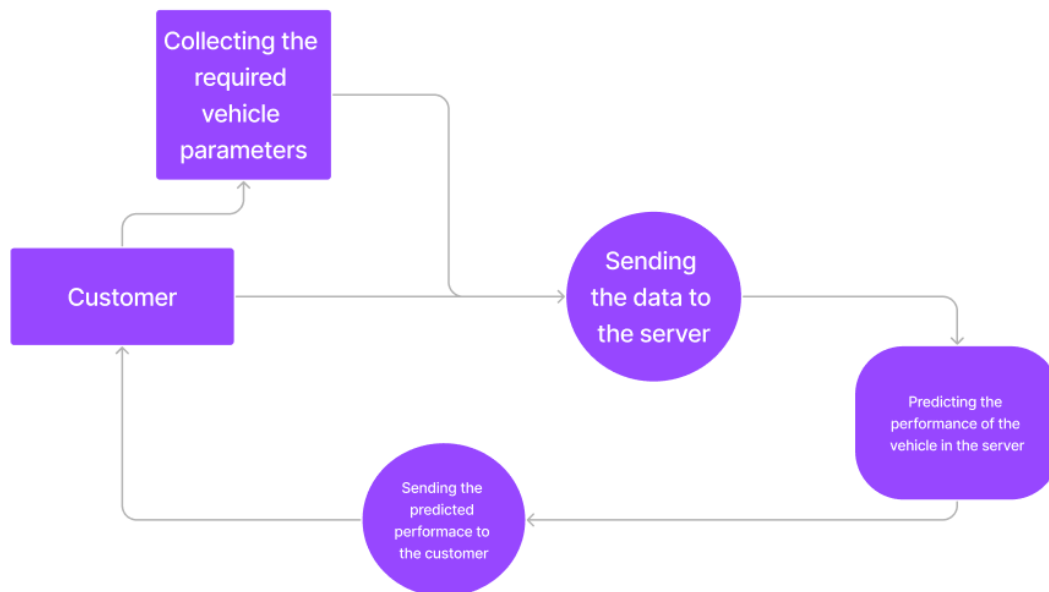 Collecting the
required
vehicle
parameters
Customer
Sending
the data to
the server
Predicting the
performance of the
vehicle in the server
Sending the
predicted
performace to
the customer